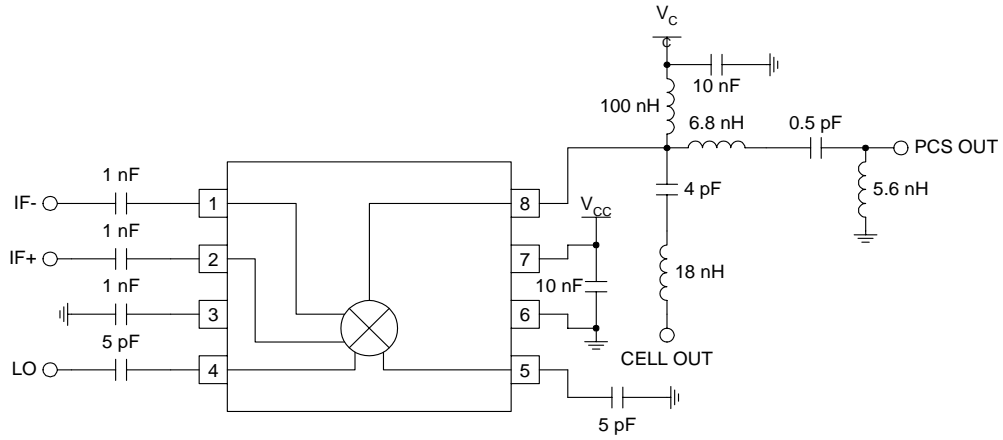 V_C
C
10 nF
100 nH
6.8 nH
0.5 pF
PCS OUT
5.6 nH
4 pF
18 nH
CELL OUT
1 nF
IF-
1
8
V_CC
1 nF
IF+
2
7
10 nF
1 nF
3
6
5 pF
LO
4
5
5 pF